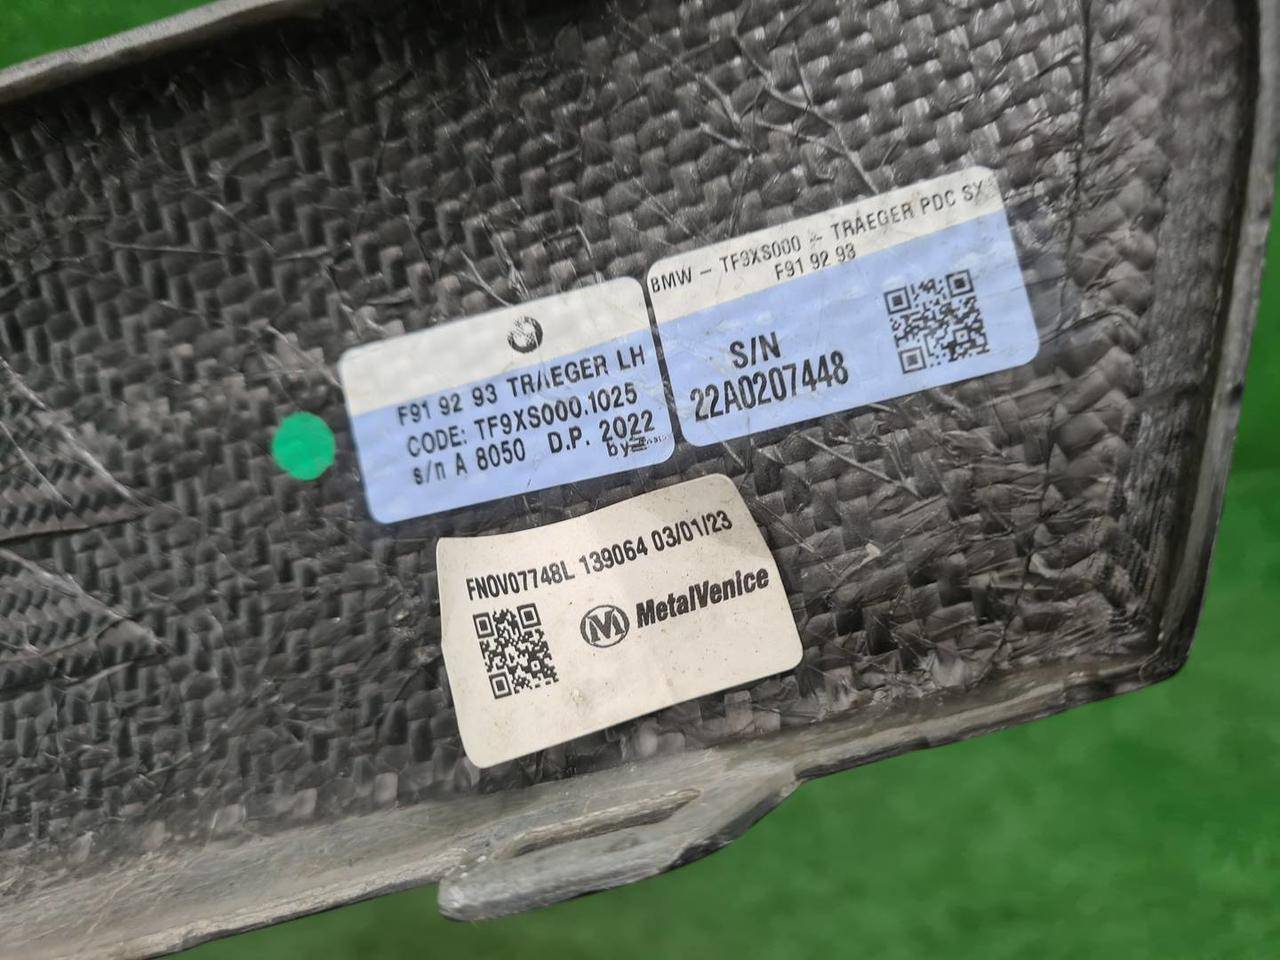 F91 92 93 TRAEGER LH
CODE: TF9XS000.1025
s/n A 8050 D.P. 2022
by
BMW - TF9XS000 - TRAEGER PDC SX
F91 92 93
S/N
22A0207448
FNOV07748L 139064 03/01/23
M MetalVenice